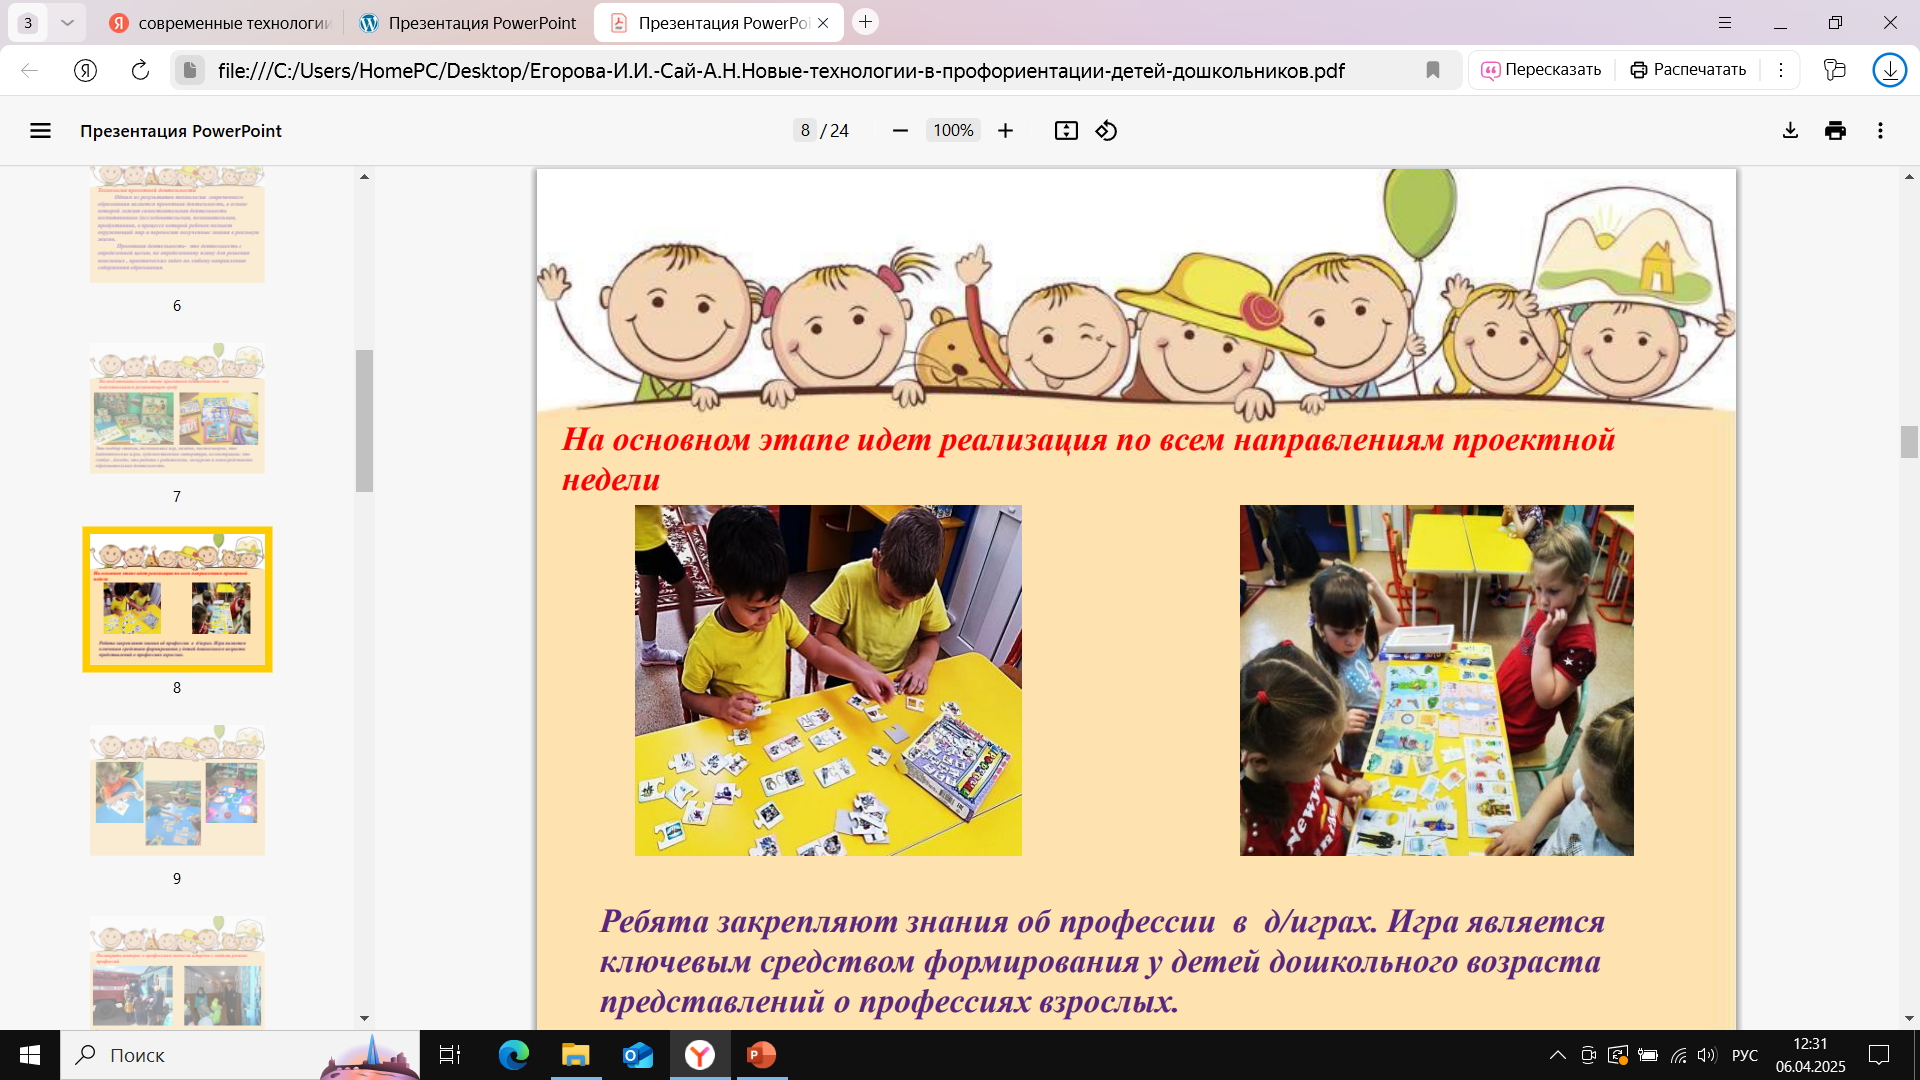 3
современные технологии
Презентация PowerPoint
Презентация PowerPoi
file:///C:/Users/HomePC/Desktop/Егорова-И.И.-Сай-А.Н.Новые-технологии-в-профориентации-детей-дошкольников.pdf
Пересказать
Распечатать
Презентация PowerPoint
8 / 24
100%
6
7
8
9
На основном этапе идет реализация по всем направлениям проектной
недели
Ребята закрепляют знания об профессии в д/играх. Игра является
ключевым средством формирования у детей дошкольного возраста
представлений о профессиях взрослых.
Поиск
РУС
12:31
06.04.2025